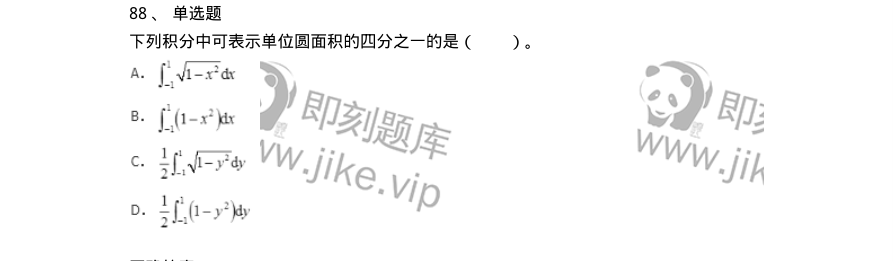 88 、 单选题
下列积分中可表示单位圆面积的四分之一的是（　　）。
A. ∫_{-1}^{1} √(1-x²)dx
B. ∫_{-1}^{1} (1-x²)dx
C. 1/2 ∫_{-1}^{1} √(1-y²)dy
D. 1/2 ∫_{-1}^{1} (1-y²)dy
即刻题库
www.jike.vip
即刻
www.jik